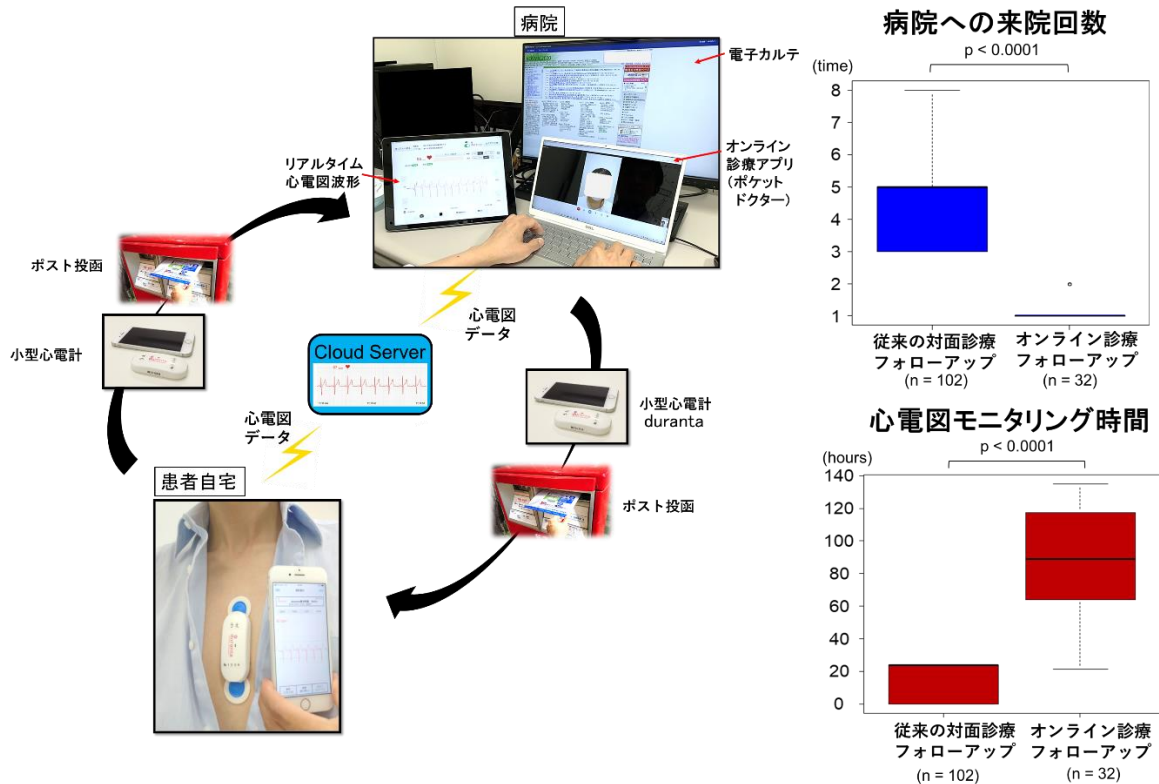 病院
電子カルテ
リアルタイム
心電図波形
オンライン
診療アプリ
(ポケット
ドクター)
ポスト投函
小型心電計
心電図
データ
Cloud Server
心電図
データ
小型心電計
duranta
ポスト投函
患者自宅
病院への来院回数
p < 0.0001
(time)
8
7
6
5
4
3
2
1
従来の対面診療
フォローアップ
(n = 102)
オンライン診療
フォローアップ
(n = 32)
心電図モニタリング時間
p < 0.0001
(hours)
140
120
100
80
60
40
20
0
従来の対面診療
フォローアップ
(n = 102)
オンライン診療
フォローアップ
(n = 32)